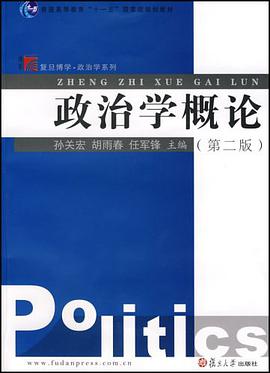 普通高等教育“十一五”国家级规划教材
复旦博学·政治学系列
ZHENG ZHI XUE GAI LUN
政治学概论
孙关宏 胡雨春 任军锋 主编 (第二版)
Politics
www.fudanpress.com.cn
復旦大學出版社